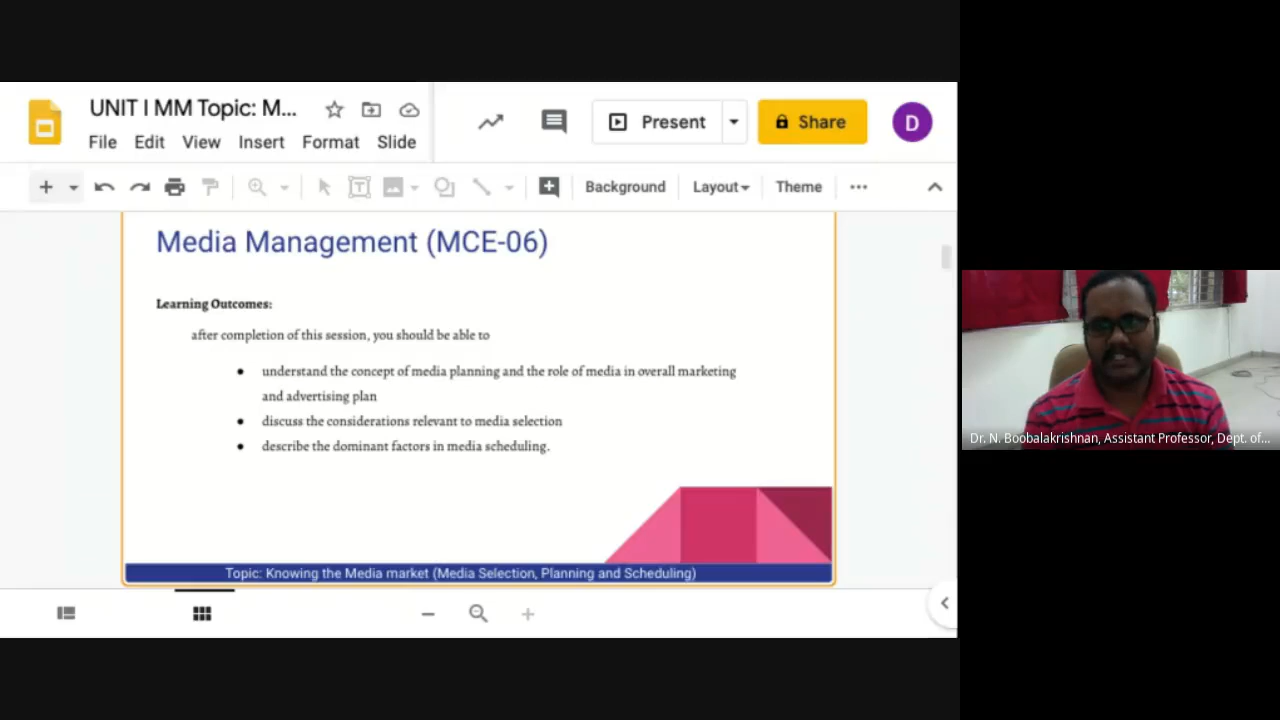 UNIT I MM Topic: M...
File Edit View Insert Format Slide
Present
Share
D
Background Layout Theme
Media Management (MCE-06)
Learning Outcomes:
after completion of this session, you should be able to
● understand the concept of media planning and the role of media in overall marketing
and advertising plan
● discuss the considerations relevant to media selection
● describe the dominant factors in media scheduling.
Topic: Knowing the Media market (Media Selection, Planning and Scheduling)
Dr. N. Boobalakrishnan, Assistant Professor, Dept. of...